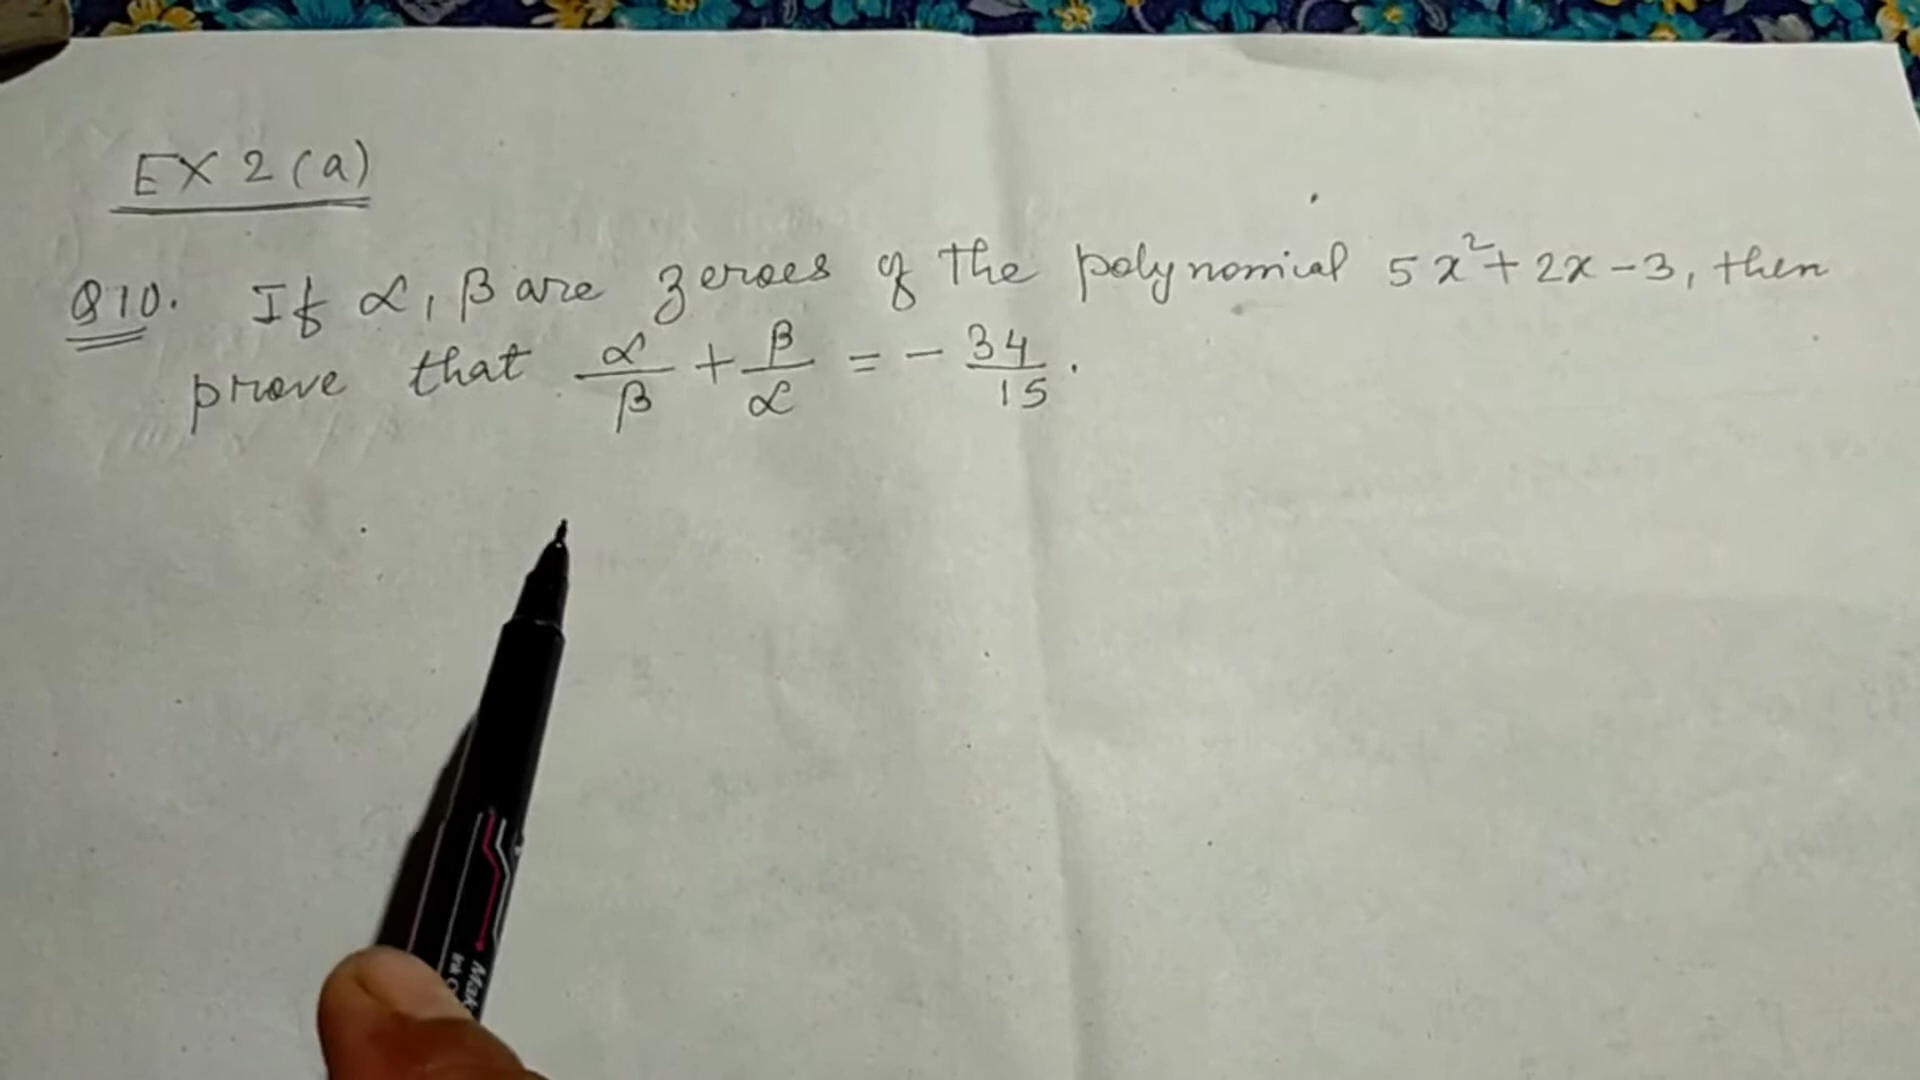 EX 2 (a)
Q10. If α, β are zeroes of the polynomial 5x²+2x-3, then
prove that α/β + β/α = - 34/15.